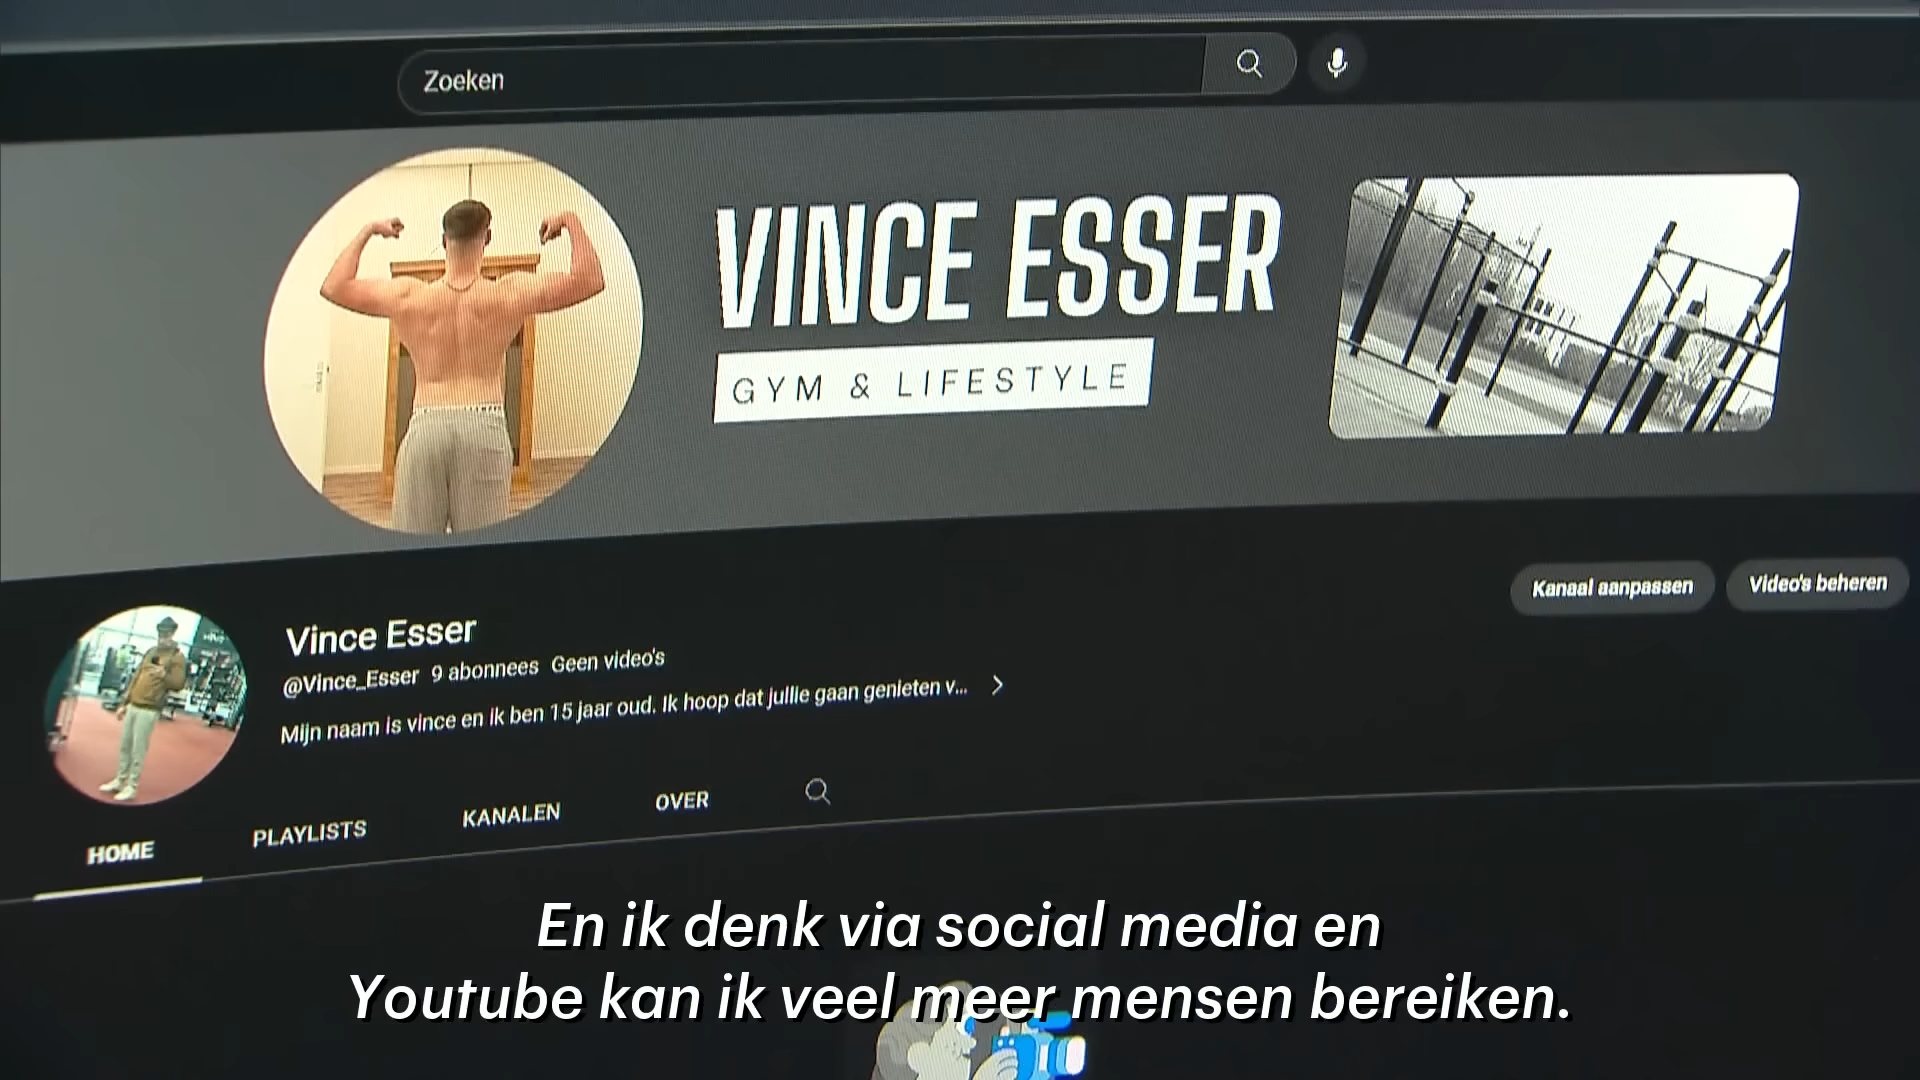 Zoeken
VINCE ESSER
GYM & LIFESTYLE
Kanaal aanpassen
Video's beheren
Vince Esser
@Vince_Esser 9 abonnees Geen video's
Mijn naam is vince en ik ben 15 jaar oud. Ik hoop dat jullie gaan genieten v...
HOME
PLAYLISTS
KANALEN
OVER
En ik denk via social media en
Youtube kan ik veel meer mensen bereiken.